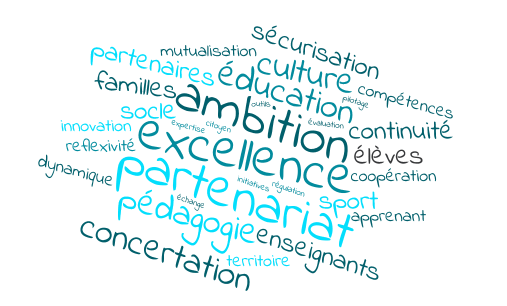 sécurisation
mutualisation
partenaires
culture
éducation
familles
compétences
ambition
outils
pilotage
socle
citoyen
évaluation
expertise
innovation
continuité
excellence
reflexivité
élèves
dynamique
partenariat
coopération
initiatives
régulation
échange
sport
pédagogie
apprenant
concertation
enseignants
territoire